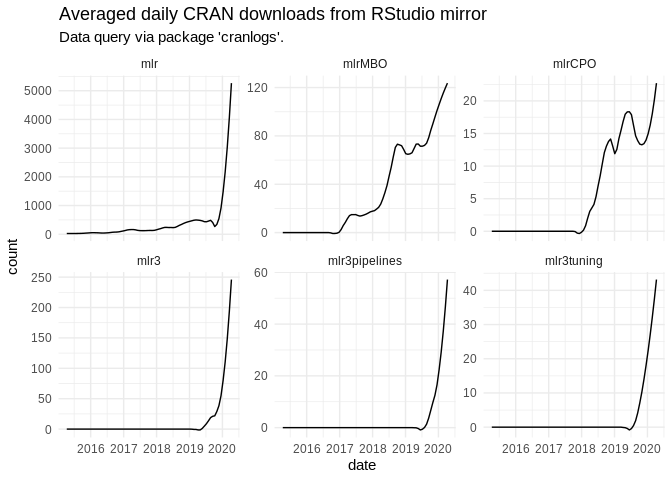 Averaged daily CRAN downloads from RStudio mirror
Data query via package 'cranlogs'.
mlr
mlrMBO
mlrCPO
5000
4000
3000
2000
1000
0
120
80
40
0
20
15
10
5
0
count
mlr3
mlr3pipelines
mlr3tuning
250
200
150
100
50
0
60
40
20
0
40
30
20
10
0
2016 2017 2018 2019 2020
2016 2017 2018 2019 2020
2016 2017 2018 2019 2020
date